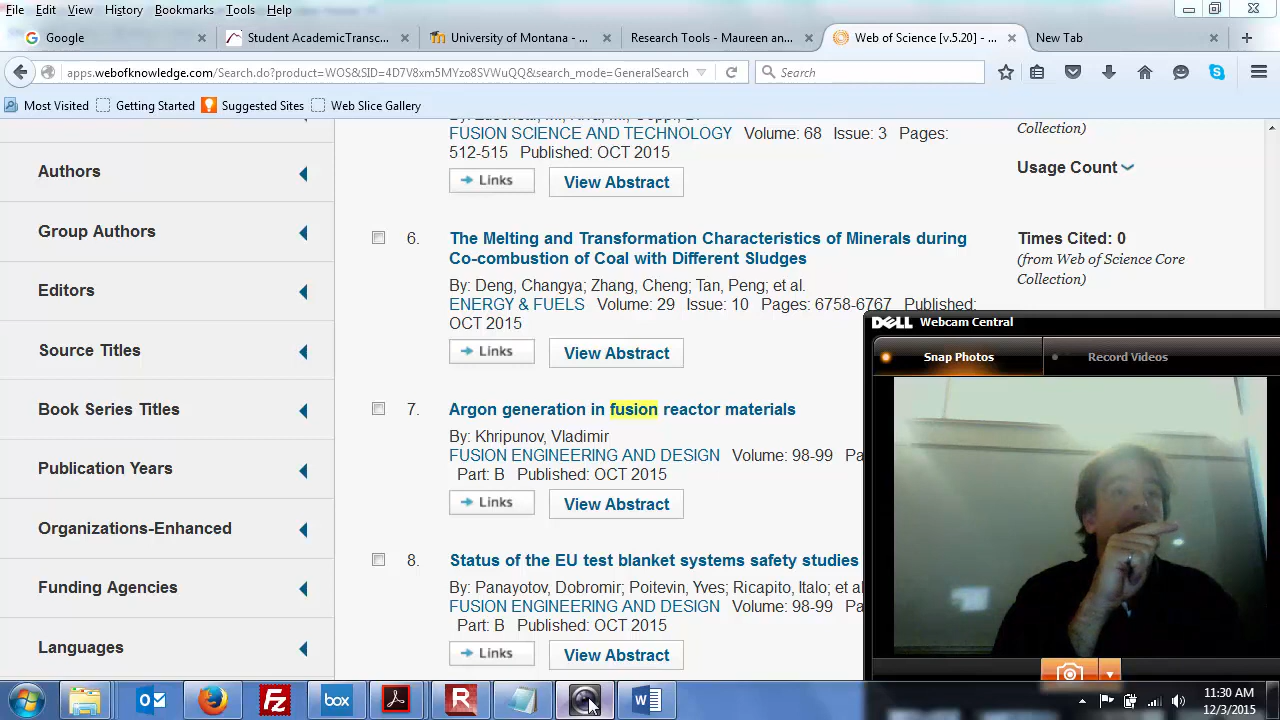 File Edit View History Bookmarks Tools Help
Google
Student AcademicTransc...
University of Montana - ...
Research Tools - Maureen an...
Web of Science [v.5.20] - ...
New Tab
apps.webofknowledge.com/Search.do?product=WOS&SID=4D7V8xm5MYzo8SVWuQQ&search_mode=GeneralSearch
Search
Most Visited Getting Started Suggested Sites Web Slice Gallery
Authors
Group Authors
Editors
Source Titles
Book Series Titles
Publication Years
Organizations-Enhanced
Funding Agencies
Languages
FUSION SCIENCE AND TECHNOLOGY Volume: 68 Issue: 3 Pages:
512-515 Published: OCT 2015
Links View Abstract
Collection)
Usage Count
6. The Melting and Transformation Characteristics of Minerals during
Co-combustion of Coal with Different Sludges
By: Deng, Changya; Zhang, Cheng; Tan, Peng; et al.
ENERGY & FUELS Volume: 29 Issue: 10 Pages: 6758-6767 Published:
OCT 2015
Links View Abstract
Times Cited: 0
(from Web of Science Core
Collection)
7. Argon generation in fusion reactor materials
By: Khripunov, Vladimir
FUSION ENGINEERING AND DESIGN Volume: 98-99 Pa
Part: B Published: OCT 2015
Links View Abstract
8. Status of the EU test blanket systems safety studies
By: Panayotov, Dobromir; Poitevin, Yves; Ricapito, Italo; et al
FUSION ENGINEERING AND DESIGN Volume: 98-99 Pa
Part: B Published: OCT 2015
Links View Abstract
DELL Webcam Central
Snap Photos Record Videos
box
11:30 AM
12/3/2015